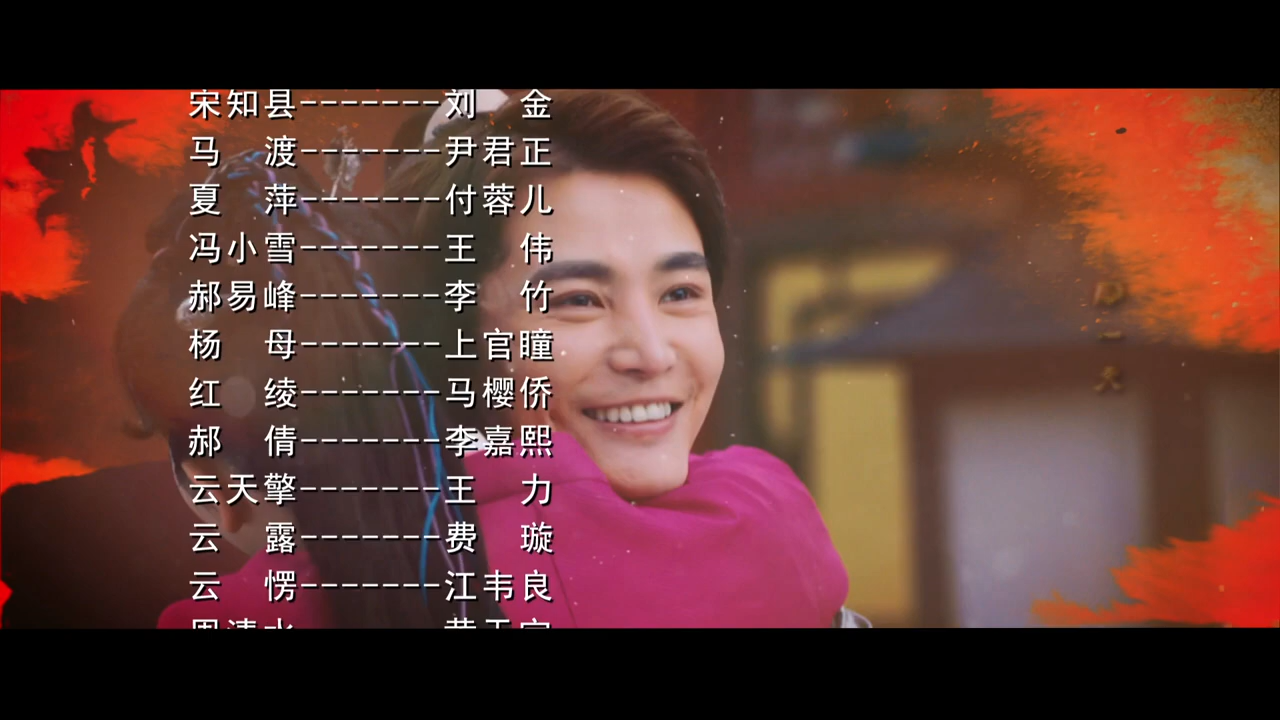 宋知县-------刘 金
马 渡-------尹君正
夏 萍-------付蓉儿
冯小雪-------王 伟
郝易峰-------李 竹
杨 母-------上官瞳
红 绫-------马樱侨
郝 倩-------李嘉熙
云天擎-------王 力
云 露-------费 璇
云 愣-------江韦良